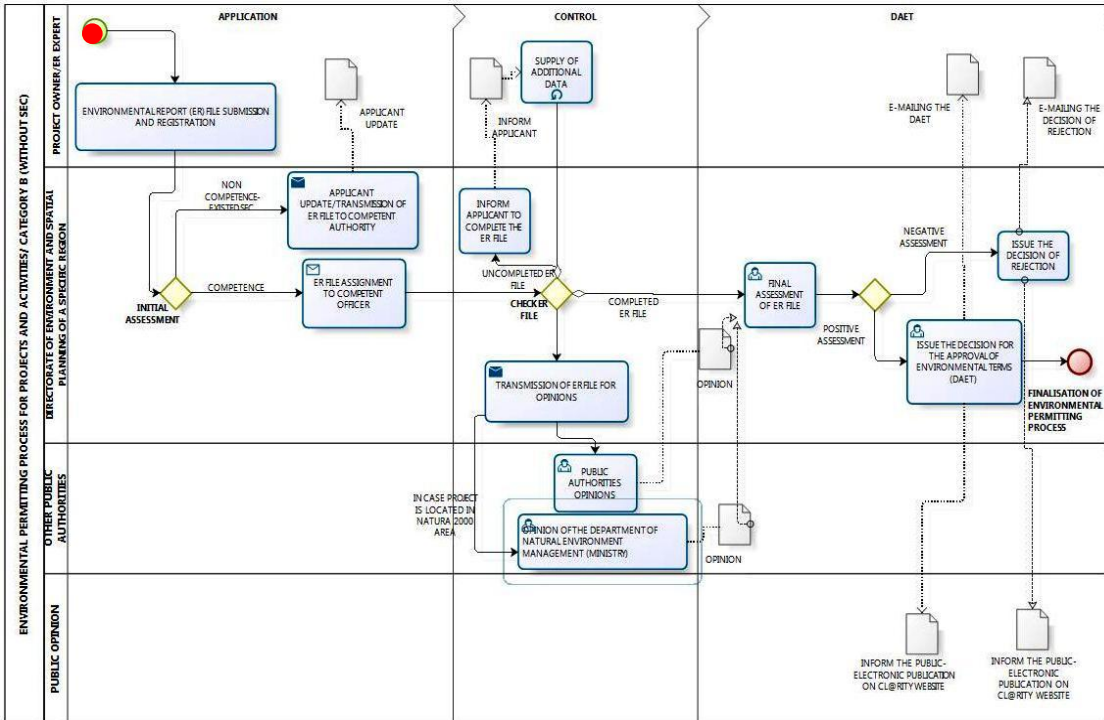 ENVIRONMENTAL PERMITTING PROCESS FOR PROJECTS AND ACTIVITIES/ CATEGORY B (WITHOUT SEC)
APPLICATION
CONTROL
DAET
PROJECT OWNER/ER EXPERT
ENVIRONMENTAL REPORT (ER) FILE SUBMISSION
AND REGISTRATION
APPLICANT
UPDATE
INFORM
APPLICANT
SUPPLY OF
ADDITIONAL
DATA
E-MAILING THE
DAET
E-MAILING THE
DECISION OF
REJECTION
DIRECTORATE OF ENVIRONMENT AND SPATIAL
PLANNING OF A SPECIFIC REGION
NON
COMPETENCE-
EXISTED SEC
APPLICANT
UPDATE/TRANSMISSION OF
ER FILE TO COMPETENT
AUTHORITY
INITIAL
ASSESSMENT
COMPETENCE
ER FILE ASSIGNMENT
TO COMPETENT
OFFICER
INFORM
APPLICANT TO
COMPLETE THE
ER FILE
UNCOMPLETED ER
FILE
CHECKER
FILE
COMPLETED
ER FILE
TRANSMISSION OF ER FILE FOR
OPINIONS
FINAL
ASSESSMENT
OF ER FILE
OPINION
NEGATIVE
ASSESSMENT
POSITIVE
ASSESSMENT
ISSUE THE
DECISION OF
REJECTION
ISSUE THE DECISION FOR
THE APPROVAL OF
ENVIRONMENTAL TERMS
(DAET)
FINALISATION OF
ENVIRONMENTAL
PERMITTING
PROCESS
OTHER PUBLIC
AUTHORITIES
PUBLIC
AUTHORITIES
OPINIONS
IN CASE PROJECT
IS LOCATED IN
NATURA 2000
AREA
OPINION OF THE DEPARTMENT OF
NATURAL ENVIRONMENT
MANAGEMENT (MINISTRY)
OPINION
PUBLIC OPINION
INFORM THE PUBLIC-
ELECTRONIC PUBLICATION
ON CL@RITY WEBSITE
INFORM THE PUBLIC-
ELECTRONIC
PUBLICATION ON
CL@RITY WEBSITE